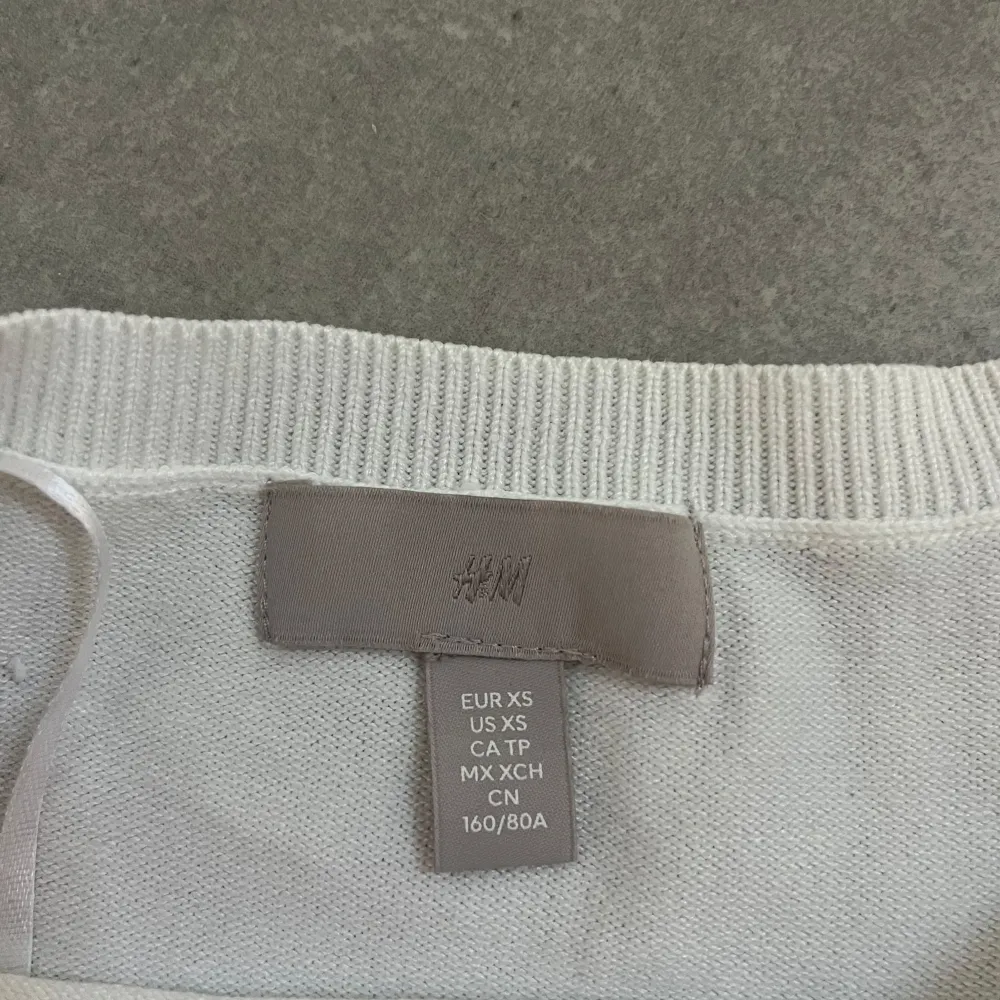 H&M
EUR XS
US XS
CA TP
MX XCH
CN
160/80A